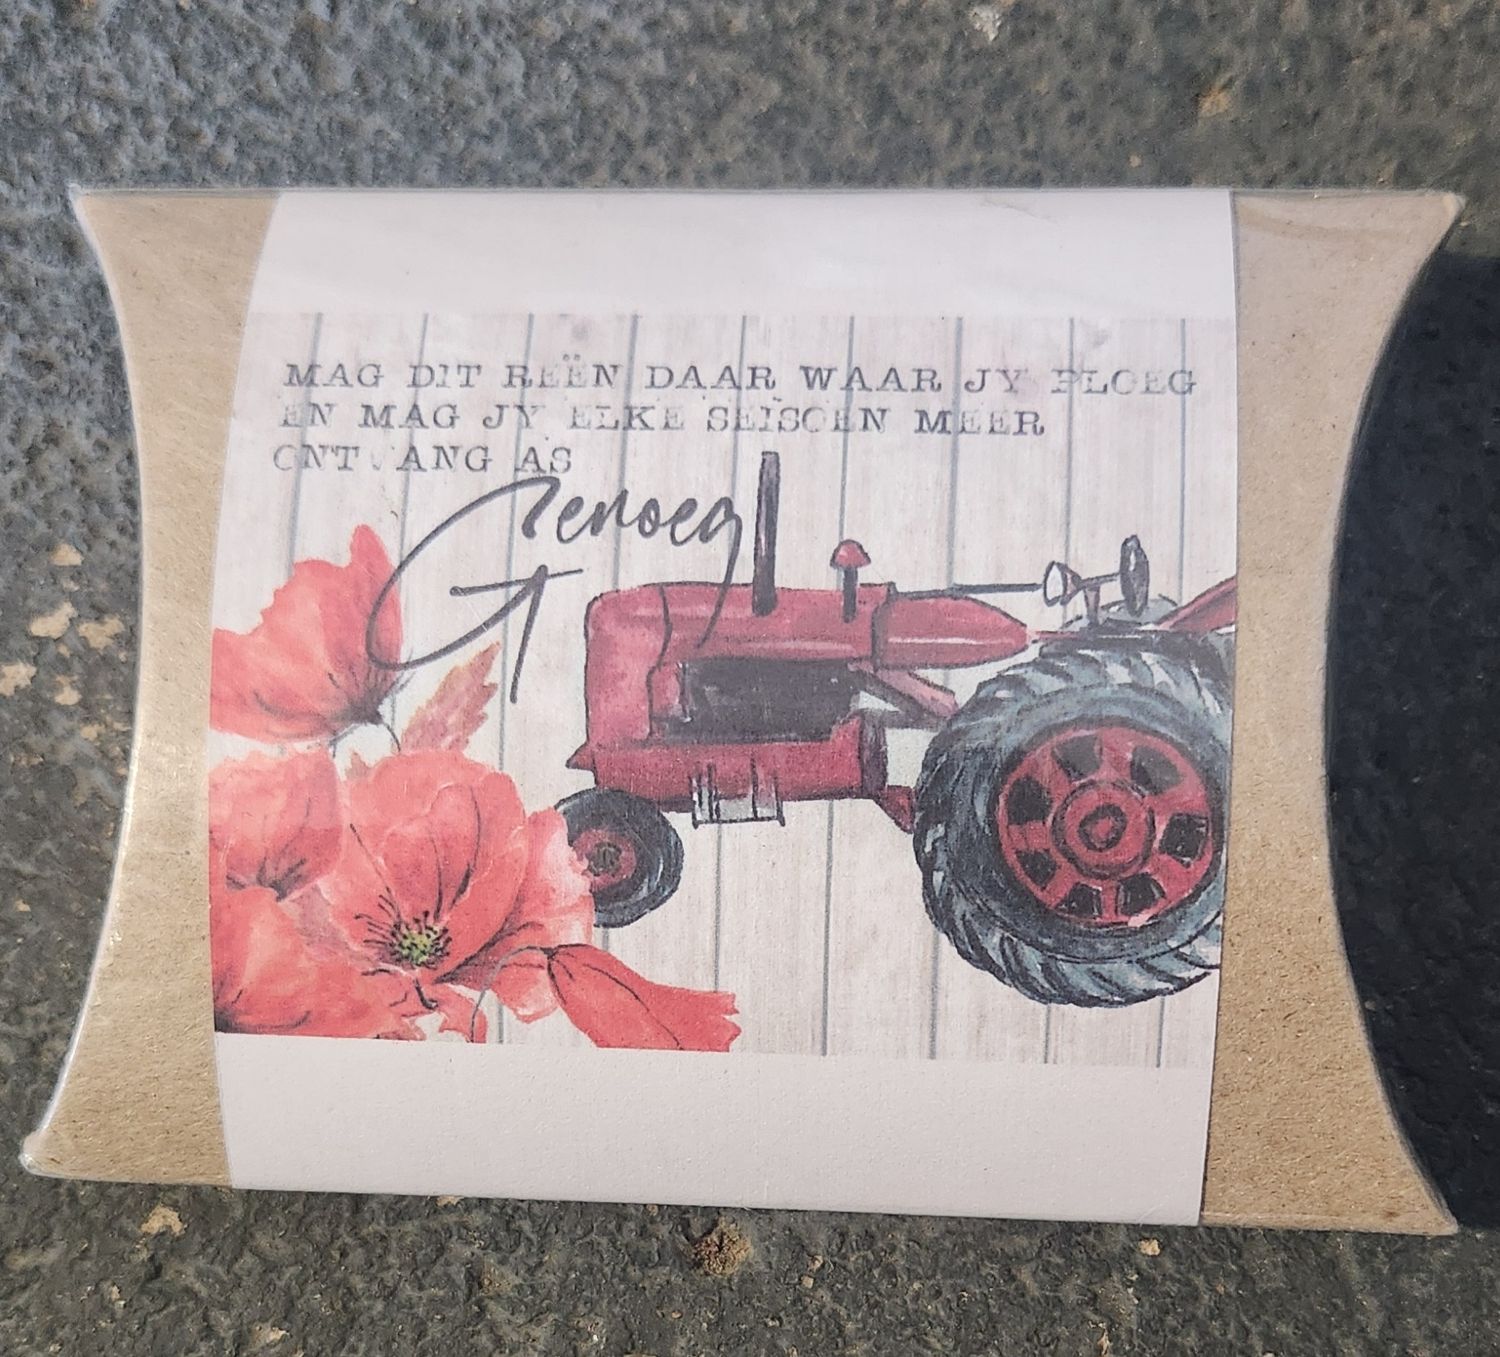 MAG DIT REËN DAAR WAAR JY PLOEG
EN MAG JY ELKE SEISOEN MEER
ONTVANG AS
Genoeg